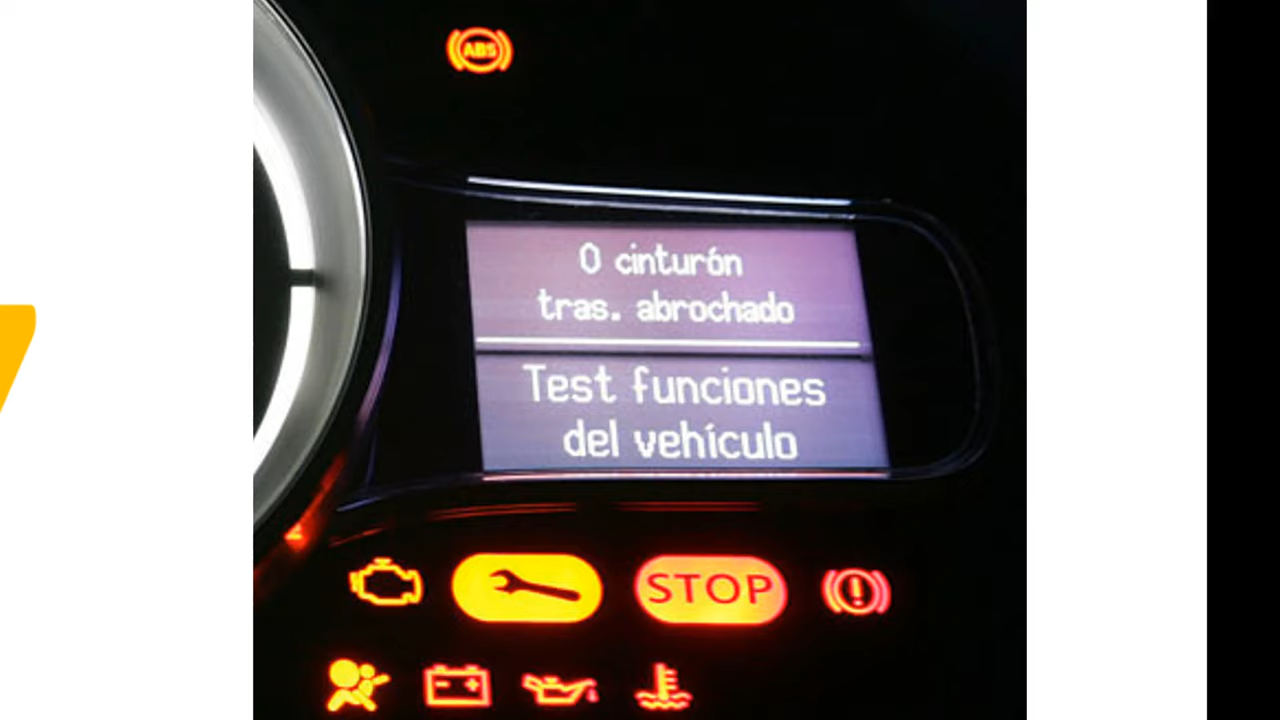 ABS
0 cinturón
tras. abrochado
Test funciones
del vehículo
STOP